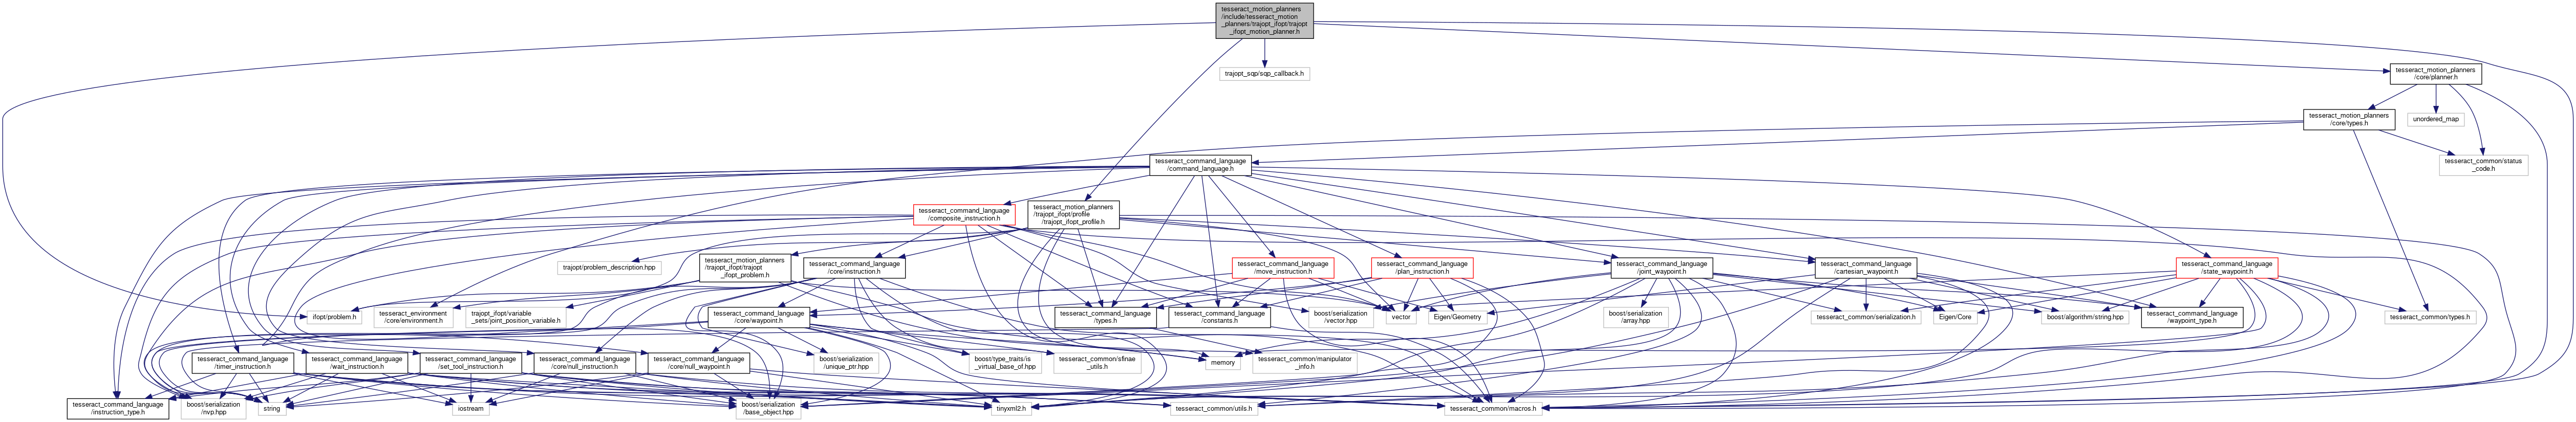 tesseract_motion_planners
/include/tesseract_motion
_planners/trajopt_ifopt/trajopt
_ifopt_motion_planner.h
trajopt_sqp/sqp_callback.h
tesseract_motion_planners
/core/planner.h
tesseract_motion_planners
/core/types.h
unordered_map
tesseract_common/status
_code.h
tesseract_command_language
/command_language.h
tesseract_command_language
/composite_instruction.h
tesseract_motion_planners
/trajopt_ifopt/profile
/trajopt_ifopt_profile.h
trajopt/problem_description.hpp
tesseract_motion_planners
/trajopt_ifopt/trajopt
_ifopt_problem.h
tesseract_command_language
/core/instruction.h
tesseract_command_language
/move_instruction.h
tesseract_command_language
/plan_instruction.h
tesseract_command_language
/joint_waypoint.h
tesseract_command_language
/cartesian_waypoint.h
tesseract_command_language
/state_waypoint.h
ifopt/problem.h
tesseract_environment
/core/environment.h
trajopt_ifopt/variable
_sets/joint_position_variable.h
tesseract_command_language
/core/waypoint.h
tesseract_command_language
/types.h
tesseract_command_language
/constants.h
boost/serialization
/vector.hpp
vector
Eigen/Geometry
boost/serialization
/array.hpp
tesseract_common/serialization.h
Eigen/Core
boost/algorithm/string.hpp
tesseract_command_language
/waypoint_type.h
tesseract_common/types.h
tesseract_command_language
/timer_instruction.h
tesseract_command_language
/wait_instruction.h
tesseract_command_language
/set_tool_instruction.h
tesseract_command_language
/core/null_instruction.h
tesseract_command_language
/core/null_waypoint.h
boost/serialization
/unique_ptr.hpp
boost/type_traits/is
_virtual_base_of.hpp
tesseract_common/sfinae
_utils.h
memory
tesseract_common/manipulator
_info.h
tesseract_command_language
/instruction_type.h
boost/serialization
/nvp.hpp
string
iostream
boost/serialization
/base_object.hpp
tinyxml2.h
tesseract_common/utils.h
tesseract_common/macros.h